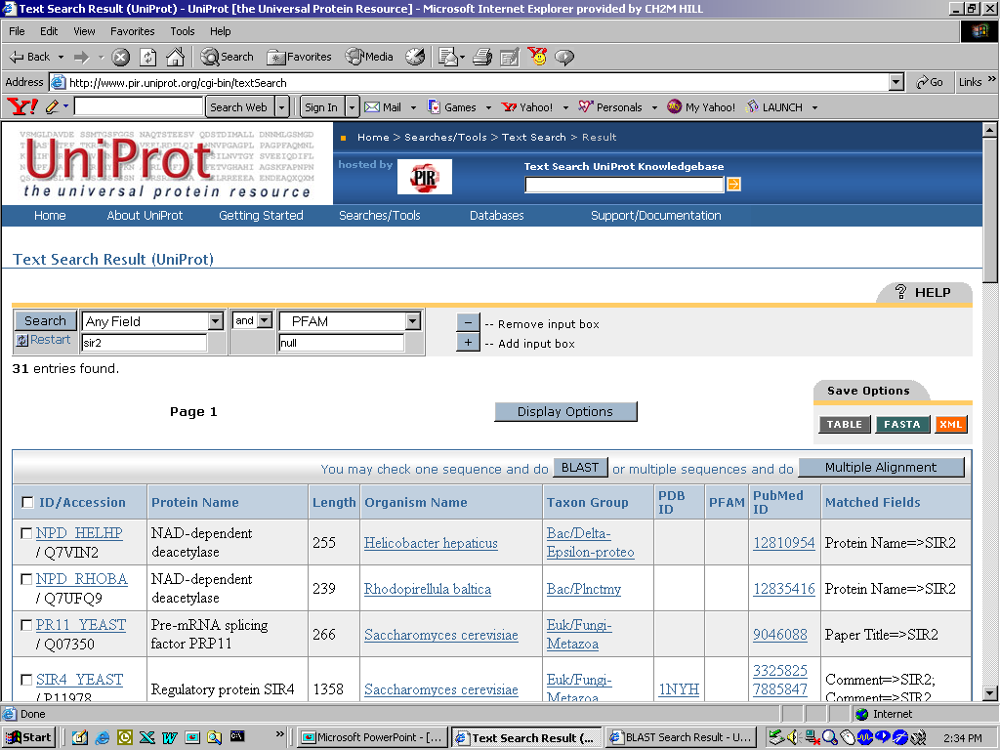 Text Search Result (UniProt) - UniProt [the Universal Protein Resource] - Microsoft Internet Explorer provided by CH2M HILL
File Edit View Favorites Tools Help
Back Search Favorites Media
Address http://www.pir.uniprot.org/cgi-bin/textSearch Go Links »
Y! Search Web Sign In Mail Games Yahoo! Personals My Yahoo! LAUNCH
UniProt
the universal protein resource
Home > Searches/Tools > Text Search > Result
hosted by PIR
Text Search UniProt Knowledgebase
Home About UniProt Getting Started Searches/Tools Databases Support/Documentation
Text Search Result (UniProt)
? HELP
Search Any Field and PFAM - -- Remove input box
Restart sir2 null + -- Add input box
31 entries found.
Save Options
Page 1 Display Options
TABLE FASTA XML
You may check one sequence and do BLAST or multiple sequences and do Multiple Alignment
ID/Accession Protein Name Length Organism Name Taxon Group PDB ID PFAM PubMed ID Matched Fields
NPD_HELHP / Q7VIN2 NAD-dependent deacetylase 255 Helicobacter hepaticus Bac/Delta-Epsilon-proteo 12810954 Protein Name=>SIR2
NPD_RHOBA / Q7UFQ9 NAD-dependent deacetylase 239 Rhodopirellula baltica Bac/Plnctmy 12835416 Protein Name=>SIR2
PR11_YEAST / Q07350 Pre-mRNA splicing factor PRP11 266 Saccharomyces cerevisiae Euk/Fungi-Metazoa 9046088 Paper Title=>SIR2
SIR4_YEAST / P11978 Regulatory protein SIR4 1358 Saccharomyces cerevisiae Euk/Fungi-Metazoa 1NYH 3325825 7885847 Comment=>SIR2; Comment=>SIR2
Done Internet
Start » Microsoft PowerPoint - [... Text Search Result (... BLAST Search Result - U... 2:34 PM